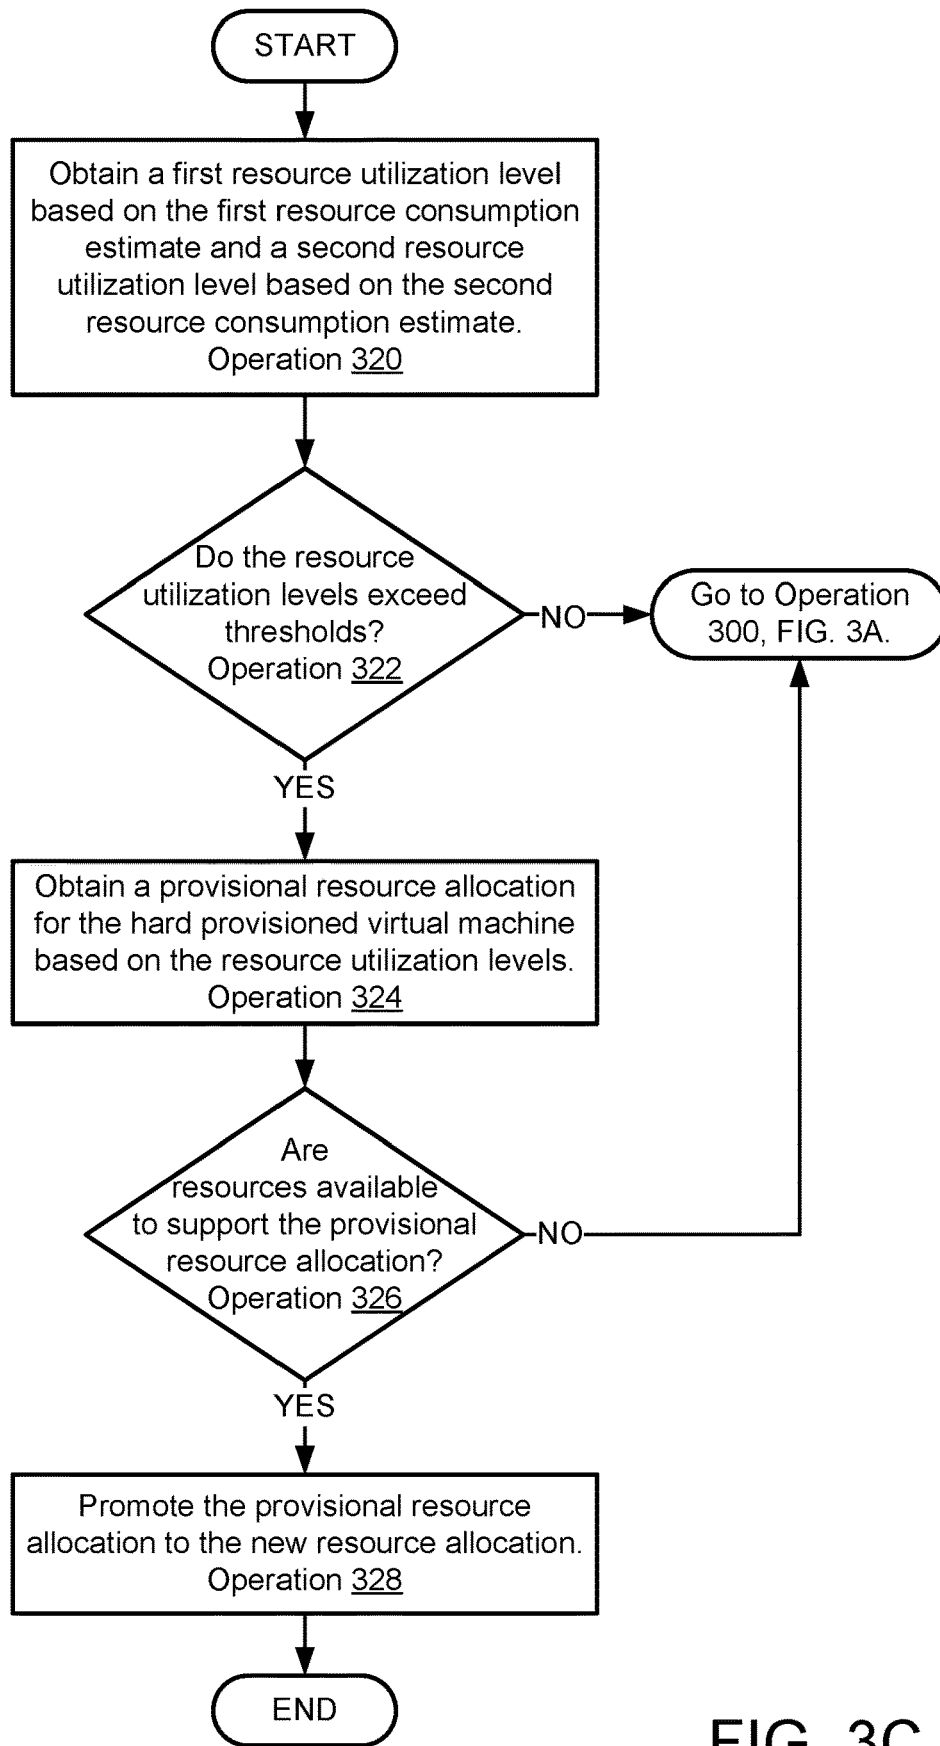 START
Obtain a first resource utilization level
based on the first resource consumption
estimate and a second resource
utilization level based on the second
resource consumption estimate.
Operation 320
Do the resource
utilization levels exceed
thresholds?
Operation 322
NO
Go to Operation
300, FIG. 3A.
YES
Obtain a provisional resource allocation
for the hard provisioned virtual machine
based on the resource utilization levels.
Operation 324
Are
resources available
to support the provisional
resource allocation?
Operation 326
NO
YES
Promote the provisional resource
allocation to the new resource allocation.
Operation 328
END
FIG. 3C